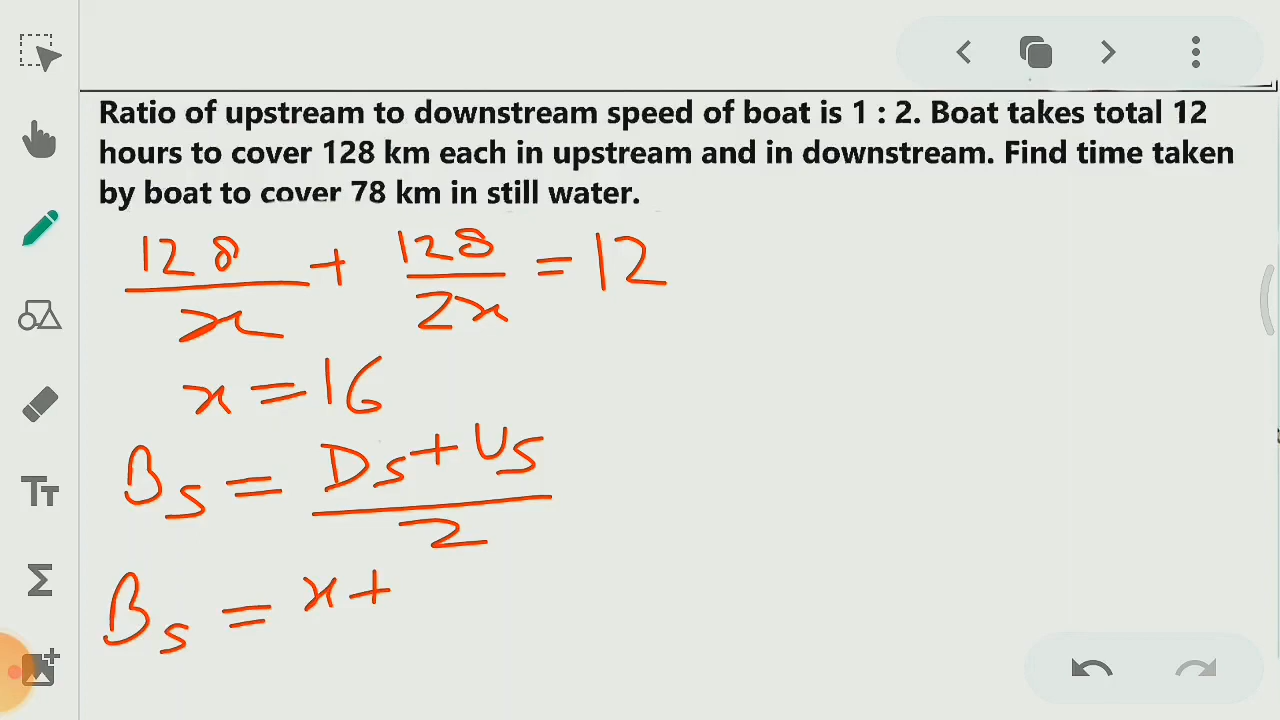 Ratio of upstream to downstream speed of boat is 1 : 2. Boat takes total 12
hours to cover 128 km each in upstream and in downstream. Find time taken
by boat to cover 78 km in still water.
128/x + 128/2x = 12
x = 16
Bs = Ds + Us / 2
Bs = x +
Tт
Σ